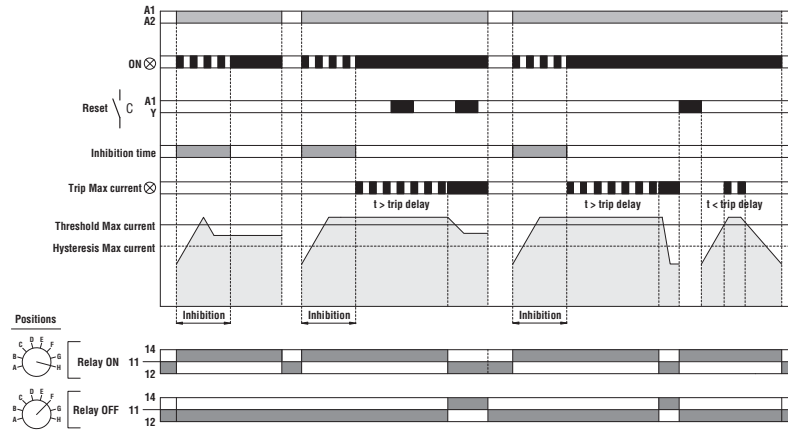 A1
A2
ON
Reset C A1
Y
Inhibition time
Trip Max current
t > trip delay t > trip delay t < trip delay
Threshold Max current
Hysteresis Max current
Inhibition Inhibition Inhibition
Positions
A B C D E F G H
Relay ON 11 14
12
A B C D E F G H
Relay OFF 11 14
12